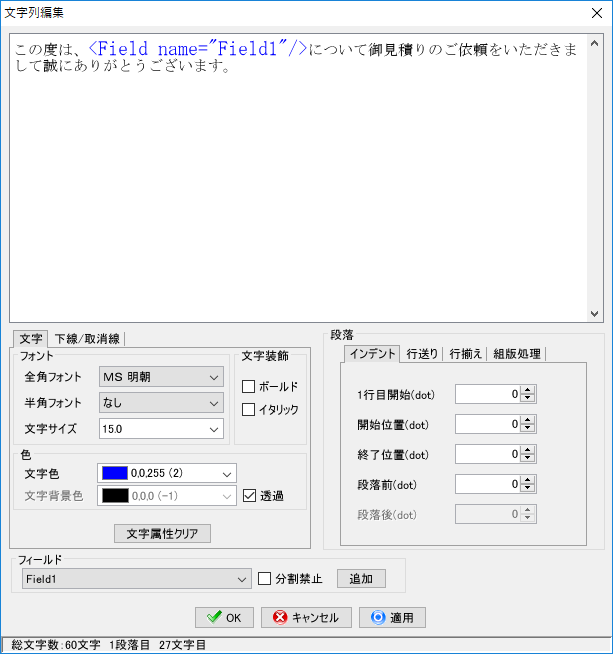 文字列編集
この度は、<Field name="Field1"/>について御見積りのご依頼をいただきま
して誠にありがとうございます。
文字 下線/取消線
フォント
全角フォント MS 明朝
半角フォント なし
文字サイズ 15.0
文字装飾
ボールド
イタリック
色
文字色 0,0,255 (2)
文字背景色 0,0,0 (-1) 透過
文字属性クリア
段落
インデント 行送り 行揃え 組版処理
1行目開始(dot) 0
開始位置(dot) 0
終了位置(dot) 0
段落前(dot) 0
段落後(dot) 0
フィールド
Field1 分割禁止 追加
OK キャンセル 適用
総文字数:60文字 1段落目 27文字目